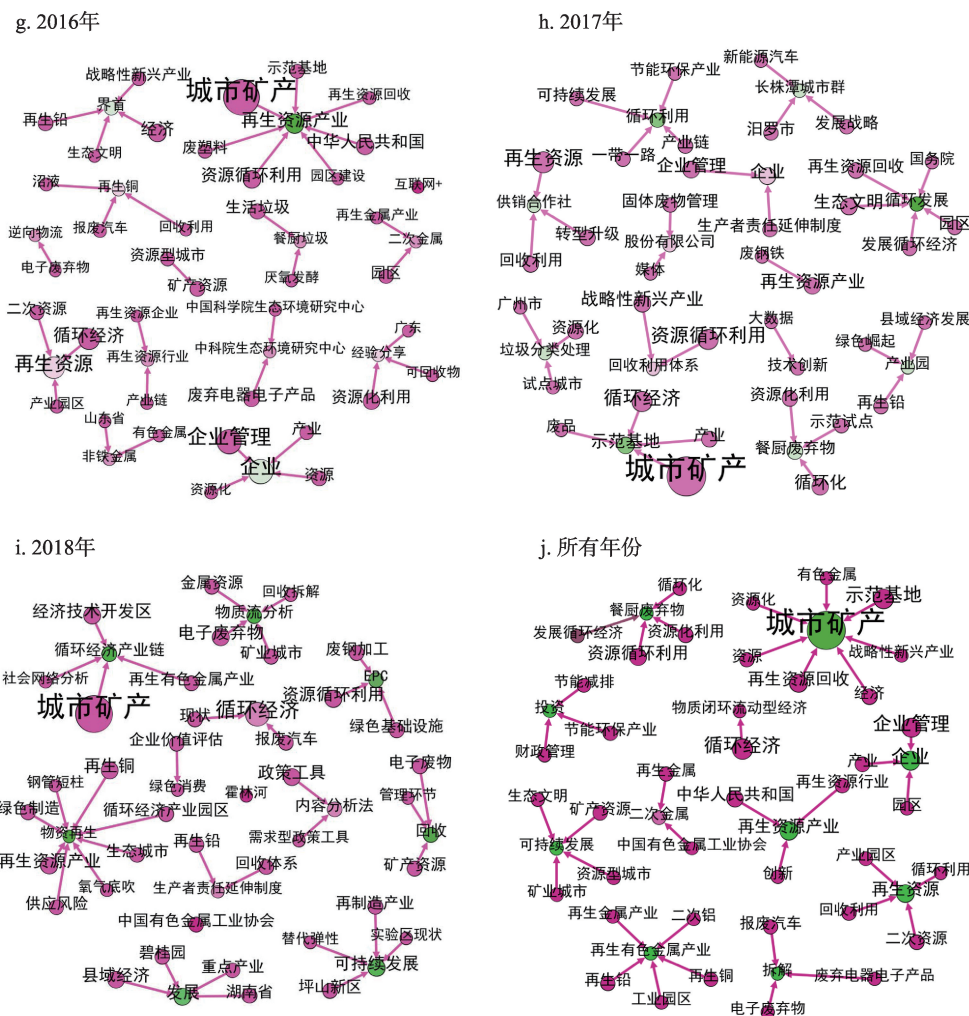 g. 2016年
战略性新兴产业
界首
再生铅
经济
生态文明
城市矿产
示范基地
再生资源回收
再生资源产业
废塑料
中华人民共和国
资源循环利用
园区建设
沼液
再生铜
报废汽车
回收利用
生活垃圾
互联网+
再生金属产业
餐厨垃圾
二次金属
逆向物流
电子废弃物
资源型城市
矿产资源
厌氧发酵
园区
二次资源
循环经济
再生资源
产业园区
再生资源企业
再生资源行业
产业链
中国科学院生态环境研究中心
中科院生态环境研究中心
废弃电器电子产品
广东
经验分享
可回收物
资源化利用
山东省
有色金属
非铁金属
企业管理
产业
企业
资源化
资源
h. 2017年
节能环保产业
可持续发展
循环利用
产业链
一带一路
新能源汽车
长株潭城市群
汨罗市
发展战略
再生资源
供销合作社
转型升级
回收利用
企业管理
企业
生产者责任延伸制度
固体废物管理
股份有限公司
媒体
再生资源回收
国务院
生态文明
循环发展
园区
发展循环经济
废钢铁
再生资源产业
广州市
资源化
垃圾分类处理
试点城市
战略性新兴产业
资源循环利用
回收利用体系
大数据
技术创新
县域经济发展
绿色崛起
产业园
再生铅
循环经济
废品
示范基地
产业
城市矿产
资源化利用
示范试点
餐厨废弃物
循环化
i. 2018年
经济技术开发区
循环经济产业链
社会网络分析
再生有色金属产业
城市矿产
金属资源
回收拆解
物质流分析
电子废弃物
矿业城市
废钢加工
EPC
资源循环利用
绿色基础设施
现状
循环经济
报废汽车
企业价值评估
绿色消费
霍林河
政策工具
内容分析法
需求型政策工具
电子废物
管理环节
回收
矿产资源
再生铜
钢管短柱
绿色制造
循环经济产业园区
物资再生
再生资源产业
生态城市
氧气底吹
供应风险
再生铅
回收体系
生产者责任延伸制度
中国有色金属工业协会
再制造产业
替代弹性
实验区现状
可持续发展
坪山新区
碧桂园
县域经济
重点产业
发展
湖南省
j. 所有年份
循环化
餐厨废弃物
发展循环经济
资源化利用
资源循环利用
有色金属
资源化
示范基地
城市矿产
资源
战略性新兴产业
再生资源回收
经济
节能减排
投资
节能环保产业
财政管理
物质闭环流动型经济
循环经济
企业管理
企业
产业
园区
再生金属
二次金属
中国有色金属工业协会
中华人民共和国
再生资源行业
再生资源产业
创新
生态文明
矿产资源
可持续发展
资源型城市
矿业城市
产业园区
循环利用
再生资源
回收利用
二次资源
再生金属产业
二次铝
再生有色金属产业
再生铅
再生铜
工业园区
报废汽车
拆解
废弃电器电子产品
电子废弃物